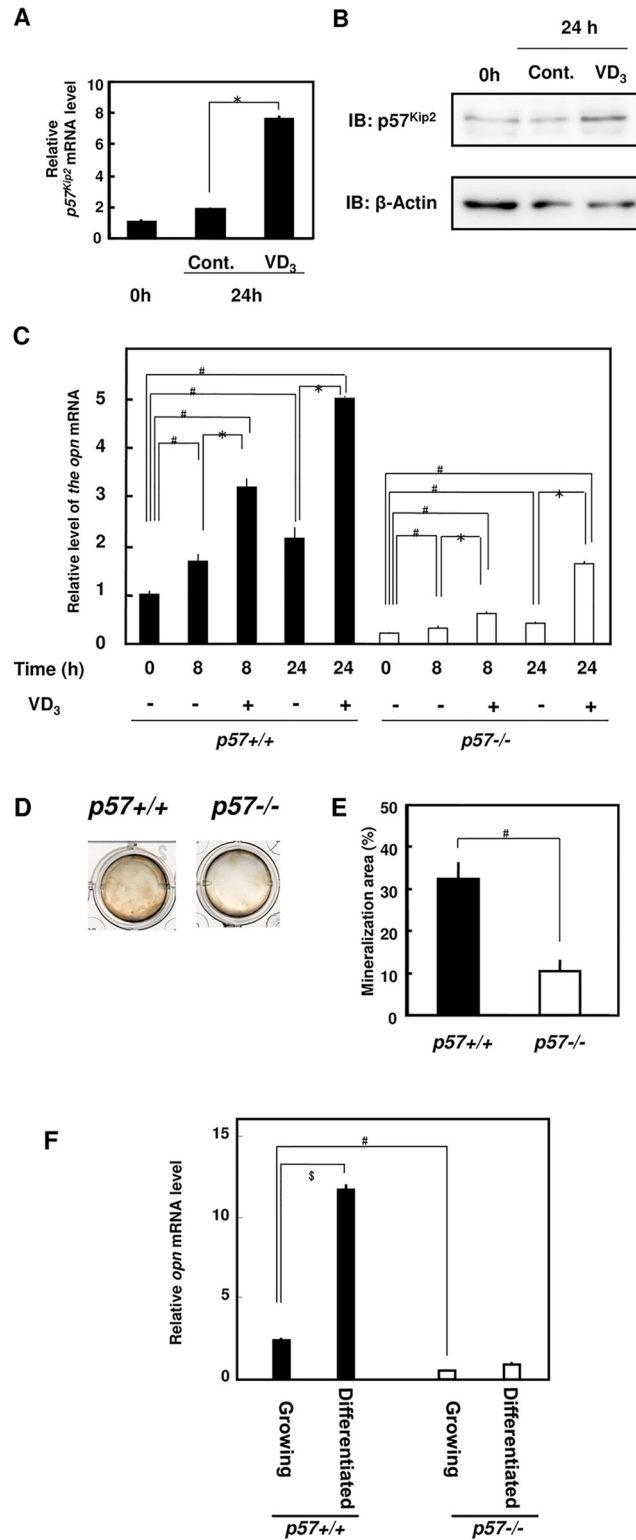 A
Relative
p57Kip2 mRNA level
10
8
6
4
2
0
*
Cont. VD3
0h 24h
B
24 h
0h Cont. VD3
IB: p57Kip2
IB: β-Actin
C
Relative level of the opn mRNA
5
4
3
2
1
0
# # # # * *
# # # # * *
Time (h) 0 8 8 24 24 0 8 8 24 24
VD3 - - + - + - - + - +
p57+/+ p57-/-
D
p57+/+ p57-/-
E
Mineralization area (%)
50
40
30
20
10
0
#
p57+/+ p57-/-
F
Relative opn mRNA level
15
10
5
0
#
$
Growing Differentiated Growing Differentiated
p57+/+ p57-/-